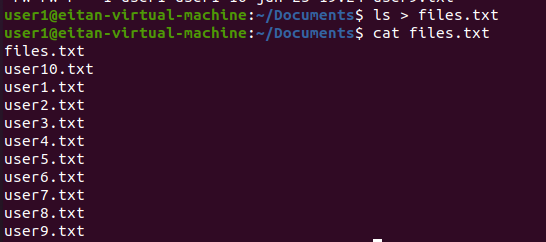 user1@eitan-virtual-machine:~/Documents$ ls > files.txt
user1@eitan-virtual-machine:~/Documents$ cat files.txt
files.txt
user10.txt
user1.txt
user2.txt
user3.txt
user4.txt
user5.txt
user6.txt
user7.txt
user8.txt
user9.txt